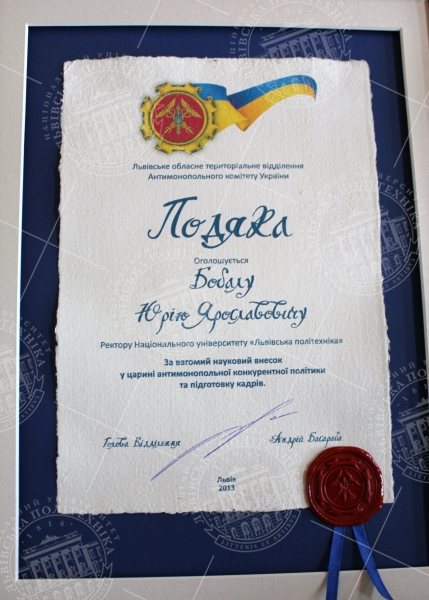 Львівське обласне територіальне відділення
Антимонопольного комітету України
Подяка
Оголошується
Бобалу
Юрію Ярославовичу
Ректору Національного університету «Львівська політехніка»
За вагомий науковий внесок
у царині антимонопольної конкурентної політики
та підготовку кадрів.
Голова Відділення
Андрій Басараба
Львів
2013